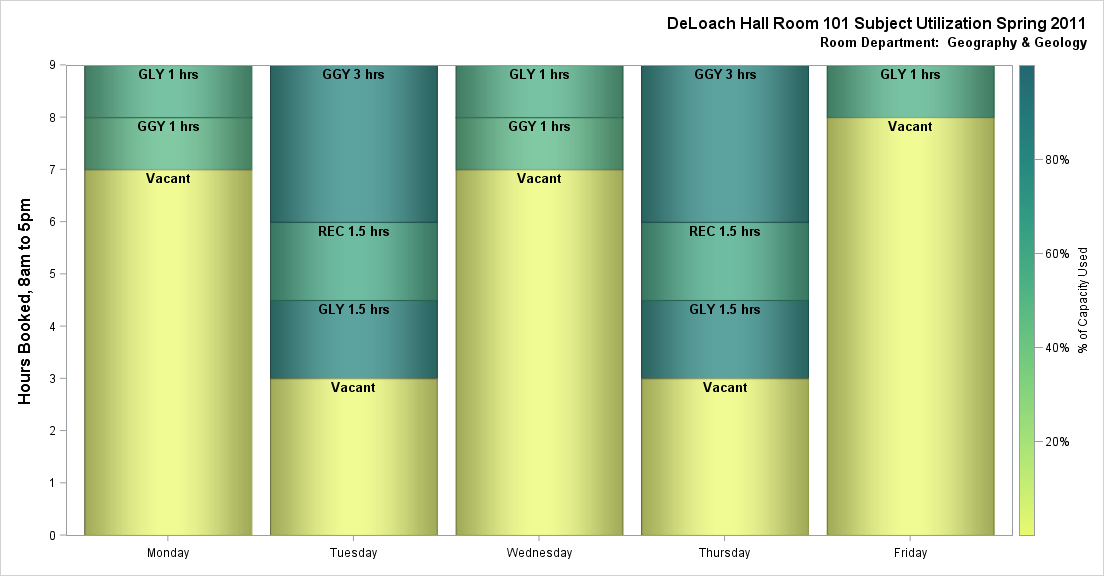 DeLoach Hall Room 101 Subject Utilization Spring 2011
Room Department: Geography & Geology
Hours Booked, 8am to 5pm
9
8
7
6
5
4
3
2
1
0
GLY 1 hrs
GGY 1 hrs
Vacant
GGY 3 hrs
REC 1.5 hrs
GLY 1.5 hrs
Vacant
GLY 1 hrs
GGY 1 hrs
Vacant
GGY 3 hrs
REC 1.5 hrs
GLY 1.5 hrs
Vacant
GLY 1 hrs
Vacant
Monday
Tuesday
Wednesday
Thursday
Friday
80%
60%
40%
20%
% of Capacity Used